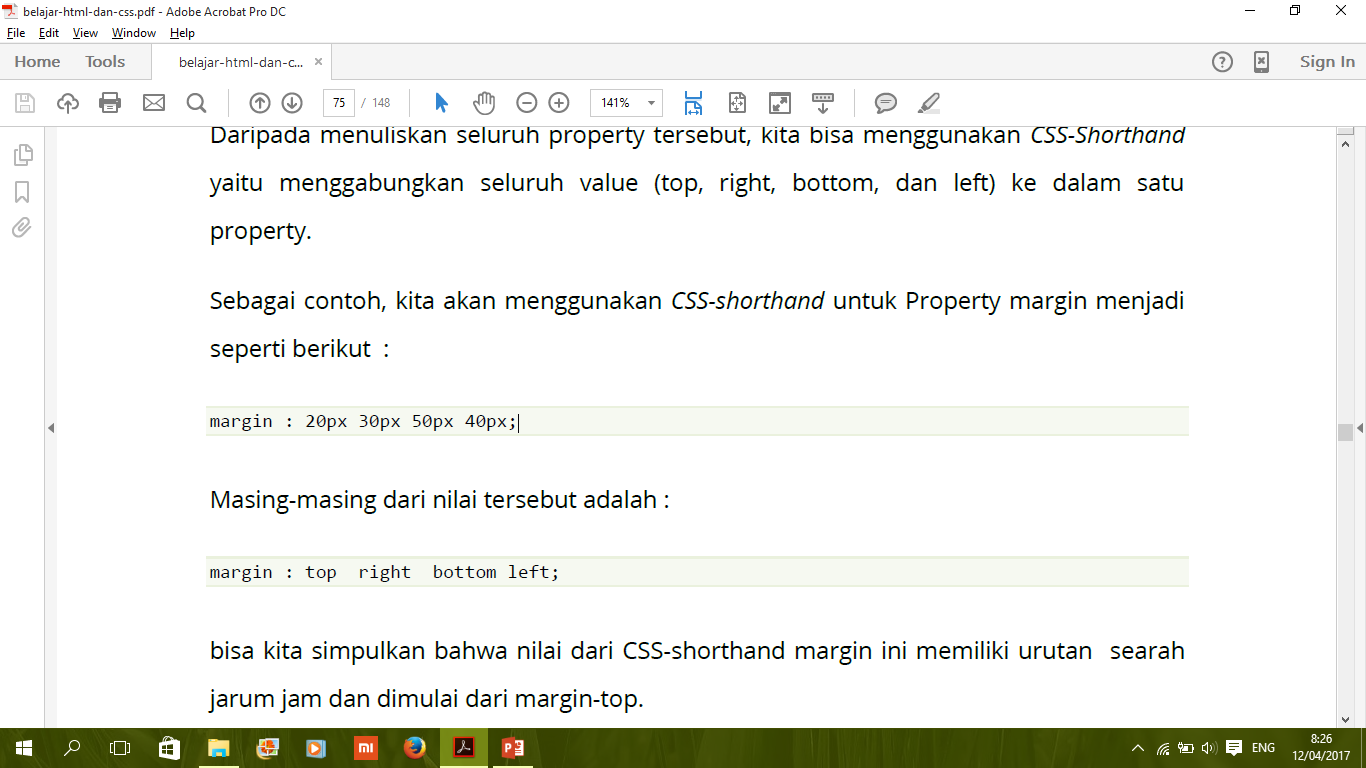 belajar-html-dan-css.pdf - Adobe Acrobat Pro DC
File Edit View Window Help
Home Tools belajar-html-dan-c... × Sign In
75 / 148 141%
Daripada menuliskan seluruh property tersebut, kita bisa menggunakan CSS-Shorthand
yaitu menggabungkan seluruh value (top, right, bottom, dan left) ke dalam satu
property.
Sebagai contoh, kita akan menggunakan CSS-shorthand untuk Property margin menjadi
seperti berikut :
margin : 20px 30px 50px 40px;
Masing-masing dari nilai tersebut adalah :
margin : top right bottom left;
bisa kita simpulkan bahwa nilai dari CSS-shorthand margin ini memiliki urutan searah
jarum jam dan dimulai dari margin-top.
mi ENG 8:26
12/04/2017